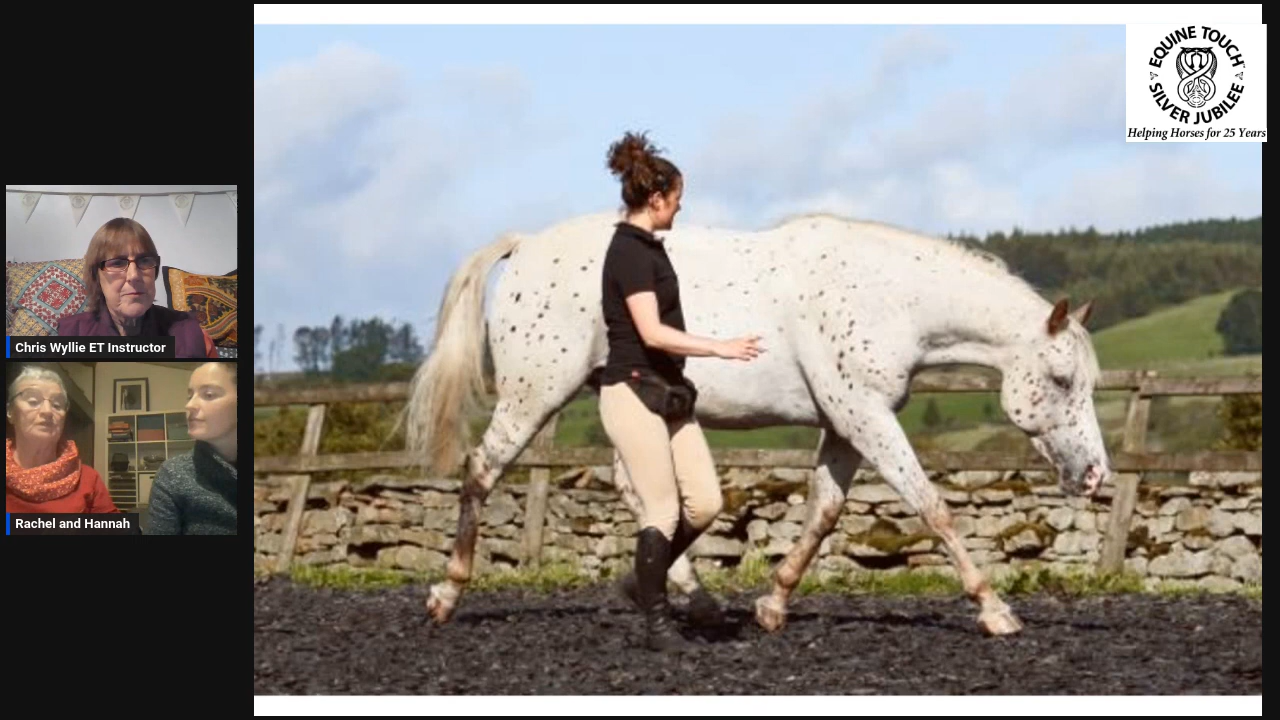 EQUINE TOUCH
SILVER JUBILEE
Helping Horses for 25 Years
Chris Wyllie ET Instructor
Rachel and Hannah